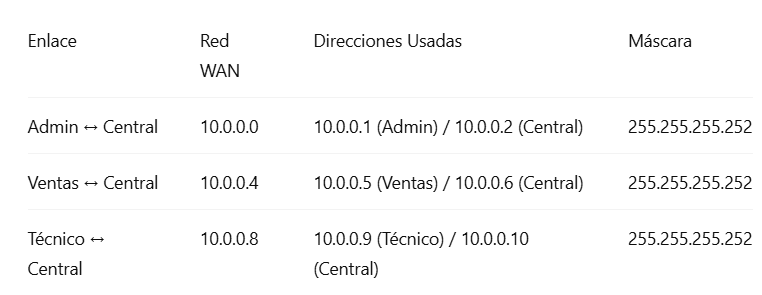 Enlace Red WAN Direcciones Usadas Máscara
Admin ↔ Central 10.0.0.0 10.0.0.1 (Admin) / 10.0.0.2 (Central) 255.255.255.252
Ventas ↔ Central 10.0.0.4 10.0.0.5 (Ventas) / 10.0.0.6 (Central) 255.255.255.252
Técnico ↔ Central 10.0.0.8 10.0.0.9 (Técnico) / 10.0.0.10 (Central) 255.255.255.252